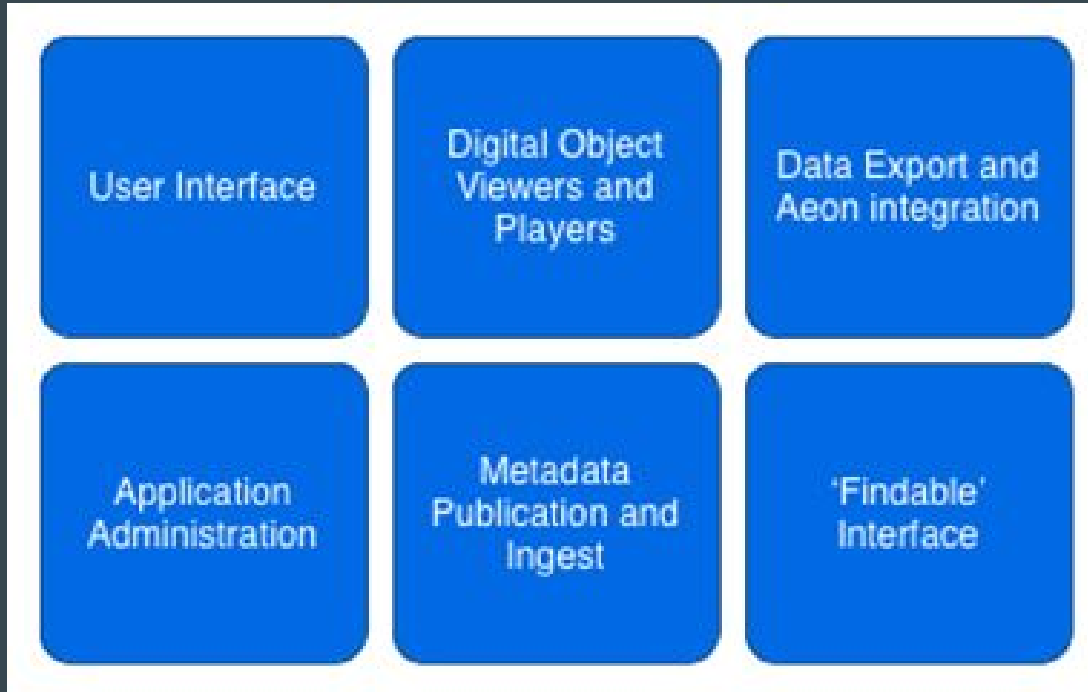 User Interface
Digital Object
Viewers and
Players
Data Export and
Aeon integration
Application
Administration
Metadata
Publication and
Ingest
‘Findable’
Interface